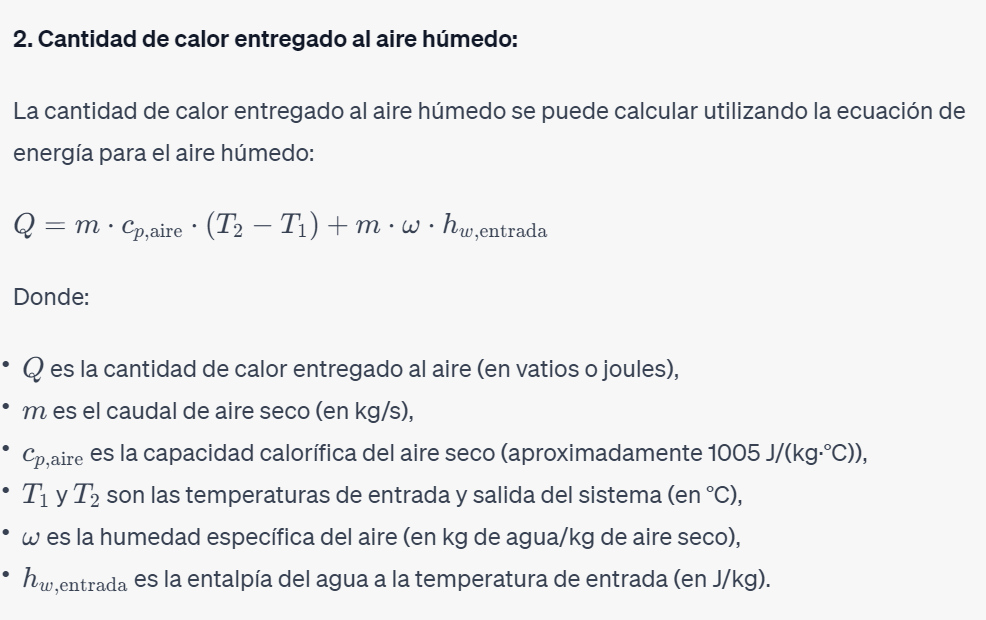 2. Cantidad de calor entregado al aire húmedo:
La cantidad de calor entregado al aire húmedo se puede calcular utilizando la ecuación de
energía para el aire húmedo:
Q = m · c_{p,aire} · (T_2 − T_1) + m · ω · h_{w,entrada}
Donde:
• Q es la cantidad de calor entregado al aire (en vatios o joules),
• m es el caudal de aire seco (en kg/s),
• c_{p,aire} es la capacidad calorífica del aire seco (aproximadamente 1005 J/(kg·°C)),
• T_1 y T_2 son las temperaturas de entrada y salida del sistema (en °C),
• ω es la humedad específica del aire (en kg de agua/kg de aire seco),
• h_{w,entrada} es la entalpía del agua a la temperatura de entrada (en J/kg).